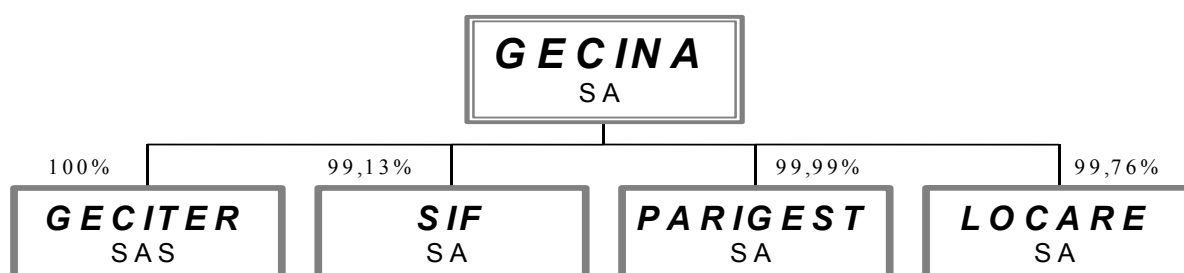 GECINA
SA
100%
99,13%
99,99%
99,76%
GECITER
SAS
SIF
SA
PARIGEST
SA
LOCARE
SA